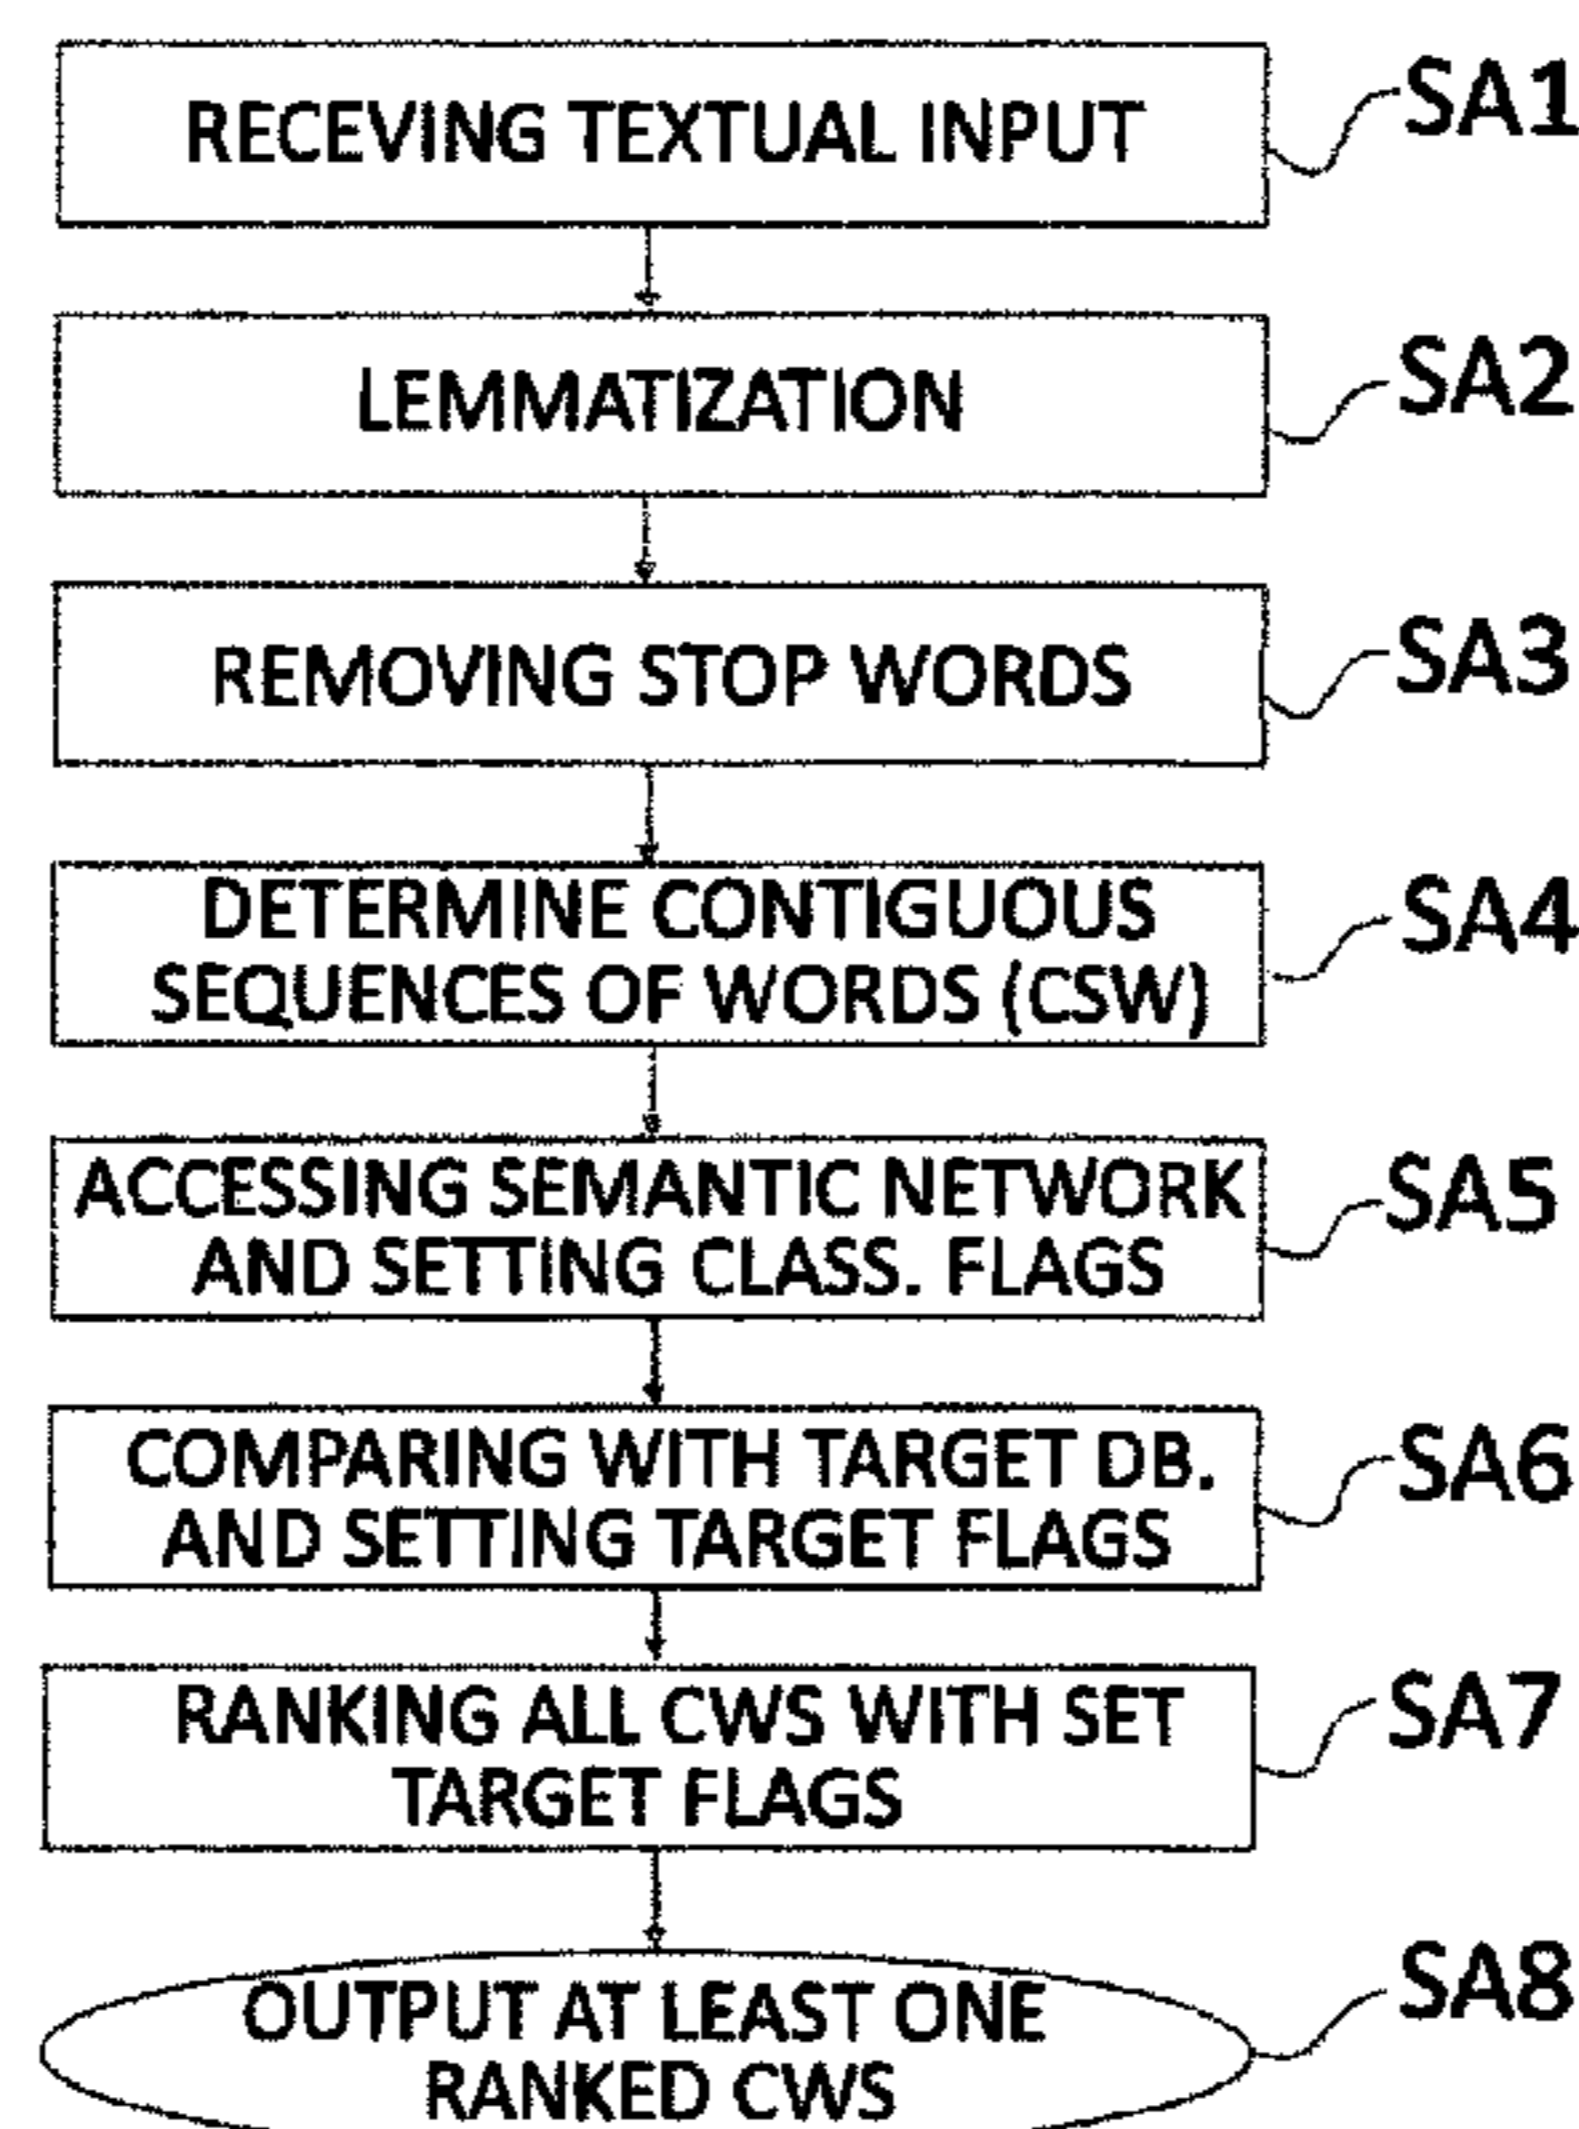 RECEVING TEXTUAL INPUT
SA1
LEMMATIZATION
SA2
REMOVING STOP WORDS
SA3
DETERMINE CONTIGUOUS
SEQUENCES OF WORDS (CSW)
SA4
ACCESSING SEMANTIC NETWORK
AND SETTING CLASS. FLAGS
SA5
COMPARING WITH TARGET DB.
AND SETTING TARGET FLAGS
SA6
RANKING ALL CWS WITH SET
TARGET FLAGS
SA7
OUTPUT AT LEAST ONE
RANKED CWS
SA8